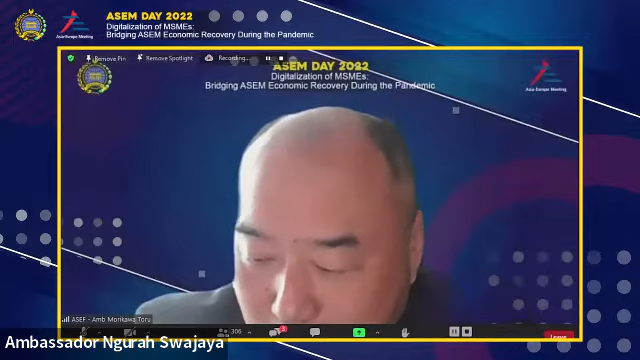 ASEM DAY 2022
Digitalization of MSMEs:
Bridging ASEM Economic Recovery During the Pandemic
Asia-Europe Meeting
Remove Pin
Remove Spotlight
Recording...
ASEM DAY 2022
Digitalization of MSMEs:
Bridging ASEM Economic Recovery During the Pandemic
Asia-Europe Meeting
ASEF - Amb Morikawa Toru
306
3
Leave
Ambassador Ngurah Swajaya